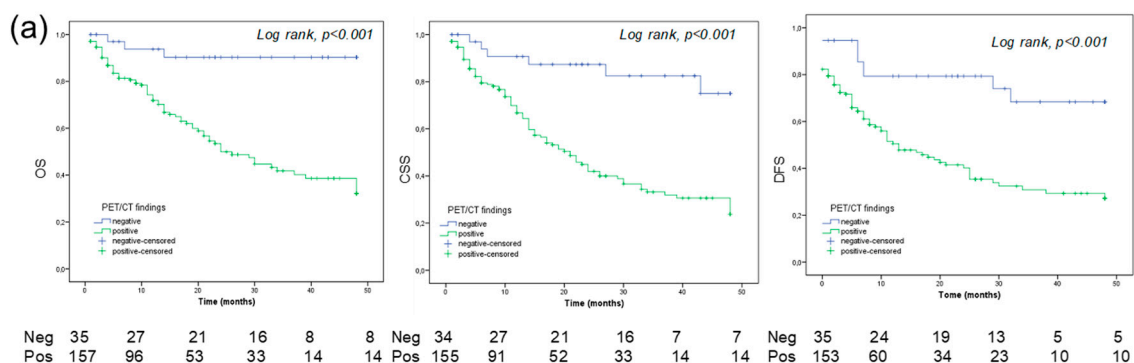 (a)
Log rank, p<0.001
OS
1,0
0,8
0,6
0,4
0,2
0,0
PET/CT findings
negative
positive
negative-censored
positive-censored
0 10 20 30 40 50
Time (months)
Log rank, p<0.001
CSS
1,0
0,8
0,6
0,4
0,2
0,0
PET/CT findings
negative
positive
negative-censored
positive-censored
0 10 20 30 40 50
Time (months)
Log rank, p<0.001
DFS
1,0
0,8
0,6
0,4
0,2
0,0
PET/CT findings
negative
positive
negative-censored
positive-censored
0 10 20 30 40 50
Time (months)
Neg 35 27 21 16 8 8
Pos 157 96 53 33 14 14
Neg 34 27 21 16 7 7
Pos 155 91 52 33 14 14
Neg 35 24 19 13 5 5
Pos 153 60 34 23 10 10